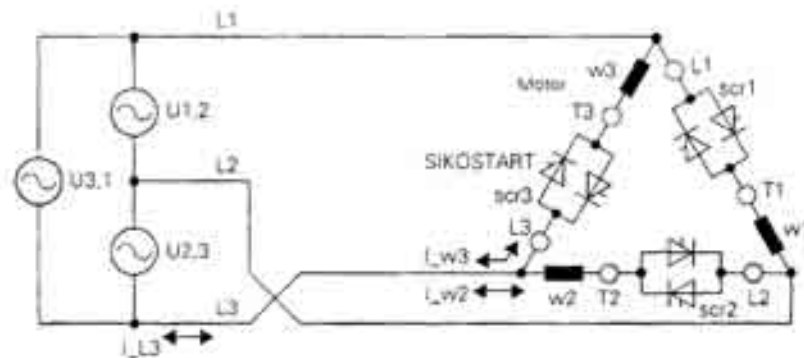 L1
w3
L1
Motor
scr1
T3
U1,2
L2
SIKOSTART
U3,1
scr3
T1
L3
w
U2,3
I_w3
I_w2
w2
T2
scr2
L2
L3
I_L3